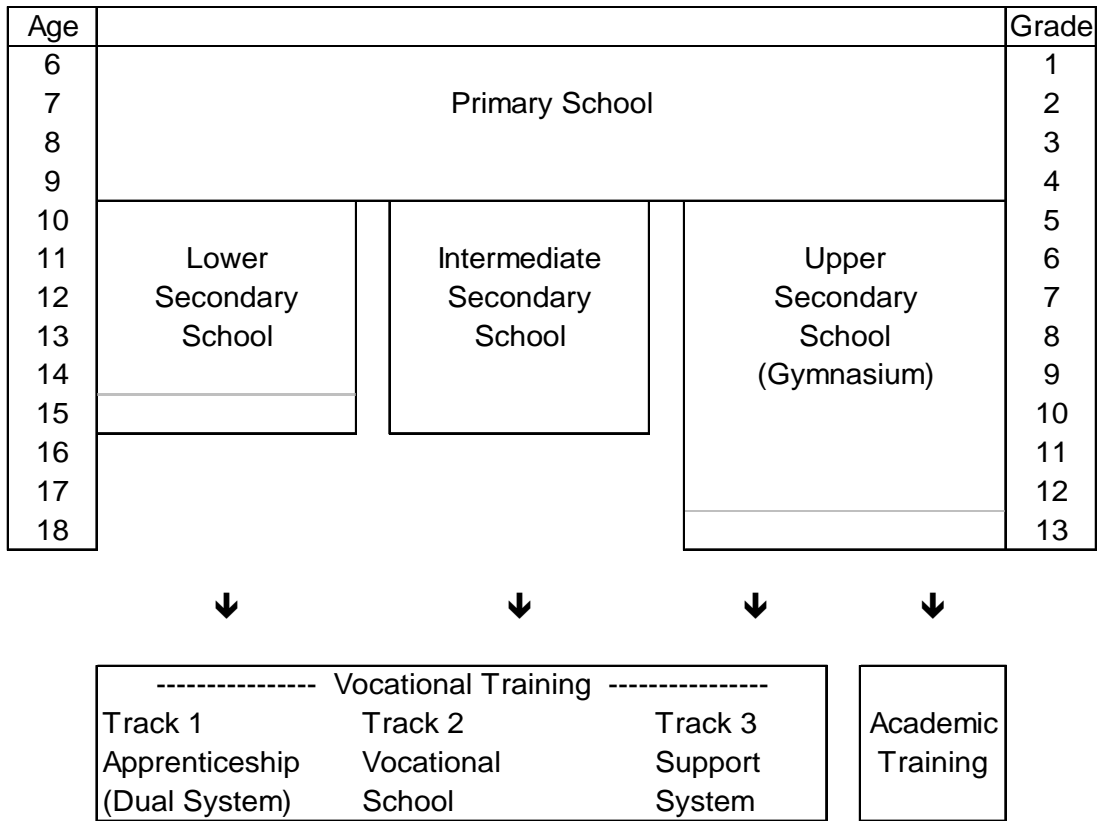 Age Grade
6 1
7 Primary School 2
8 3
9 4
10 5
11 Lower Intermediate Upper 6
12 Secondary Secondary Secondary 7
13 School School School 8
14 (Gymnasium) 9
15 10
16 11
17 12
18 13
---------------- Vocational Training ----------------
Track 1 Track 2 Track 3 Academic
Apprenticeship Vocational Support Training
(Dual System) School System